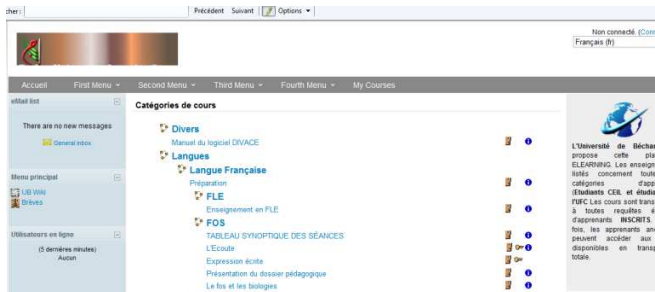 cher:
Précédent Suivant Options
Non connecté. (Con
Français (fr)
Accueil First Menu Second Menu Third Menu Fourth Menu My Courses
eMail list
There are no new messages
General inbox
Menu principal
UB Wiki
Brèves
Utilisateurs en ligne
(5 dernières minutes)
Aucun
Catégories de cours
Divers
Manuel du logiciel DIVACE
Langues
Langue Française
Préparation
FLE
Enseignement en FLE
FOS
TABLEAU SYNOPTIQUE DES SÉANCES
L'Ecoute
Expression écrite
Présentation du dossier pédagogique
Le fos et les biologies
L'Université de Béchar
propose cette pla
ELEARNING. Les enseign
listés concernent toute
catégories d'app
(Etudiants CEIL et étudia
l'UFC Les cours sont trans
à toutes requêtes é
d'apprenants INSCRITS.
fois, les apprenants an
peuvent accéder aux
disponibles en transp
totale.